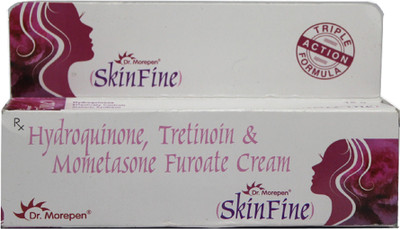 Dr. Morepen®
SkinFine
TRIPLE
ACTION
FORMULA
Rx
Hydroquinone, Tretinoin &
Mometasone Furoate Cream
Dr. Morepen®
Dr. Morepen®
SkinFine